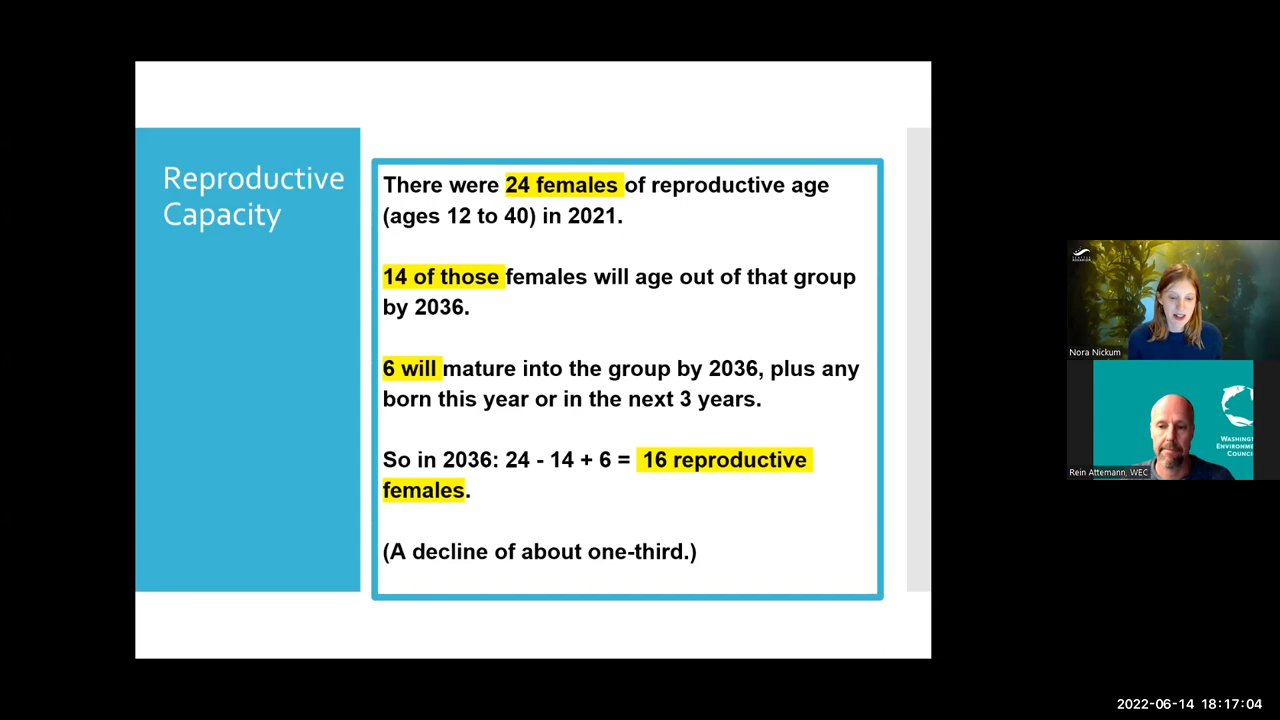 Reproductive
Capacity
There were 24 females of reproductive age
(ages 12 to 40) in 2021.
14 of those females will age out of that group
by 2036.
6 will mature into the group by 2036, plus any
born this year or in the next 3 years.
So in 2036: 24 - 14 + 6 = 16 reproductive
females.
(A decline of about one-third.)
Nora Nickum
WASHING
ENVIRONME
COUNCI
Rein Attemann, WEC
2022-06-14 18:17:04